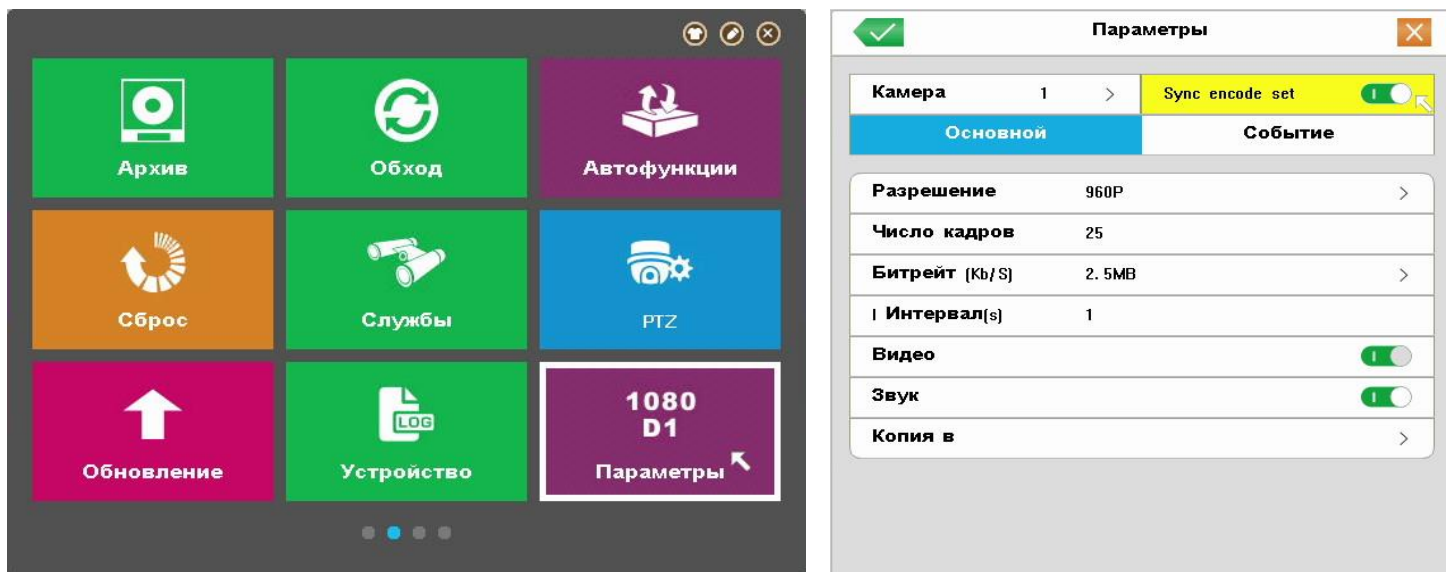 Архив
Обход
Автофункции
Сброс
Службы
PTZ
Обновление
LOG
Устройство
1080
D1
Параметры
Параметры
Камера 1 > Sync encode set
Основной Событие
Разрешение 960P >
Число кадров 25
Битрейт (Kb/S) 2.5MB >
I Интервал(s) 1
Видео
Звук
Копия в >